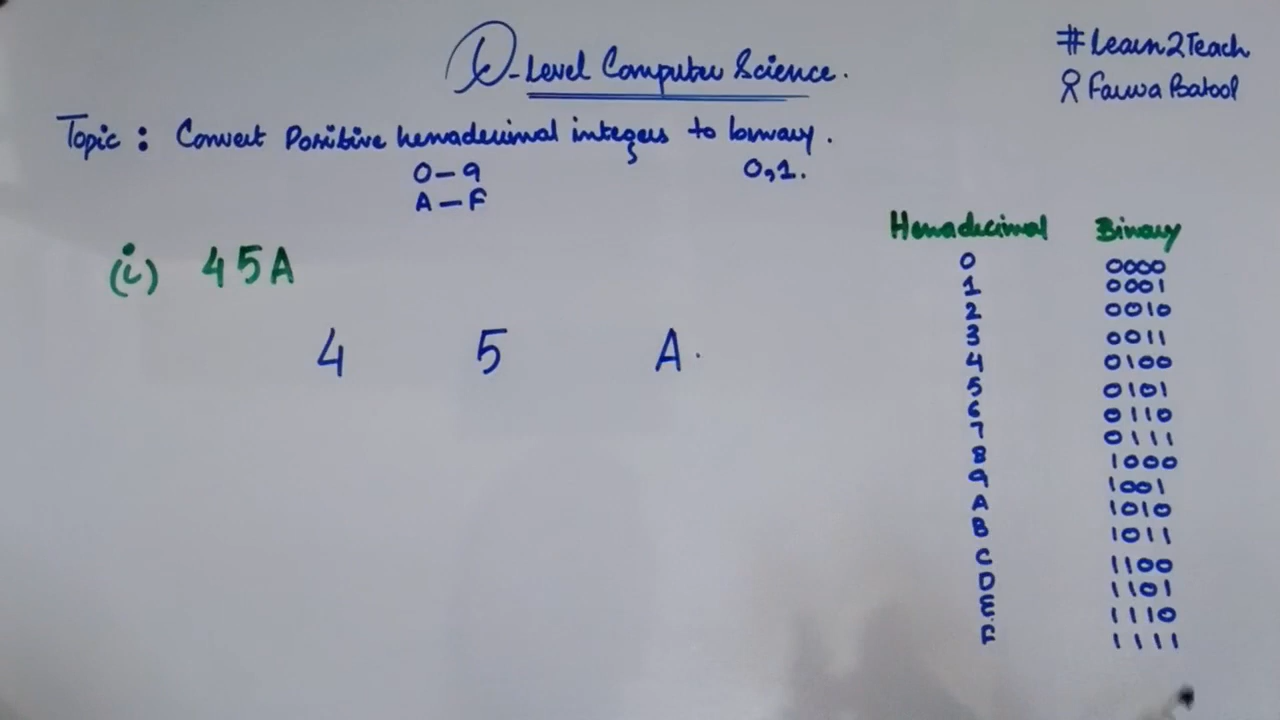 O-Level Computer Science.
#Learn2Teach
Farwa Batool
Topic: Convert Positive hexadecimal integers to binary.
0-9 0,1.
A-F
Hexadecimal Binary
(i) 45A
0 0000
1 0001
2 0010
3 0011
4 5 A.
4 0100
5 0101
6 0110
7 0111
8 1000
9 1001
A 1010
B 1011
C 1100
D 1101
E 1110
F 1111